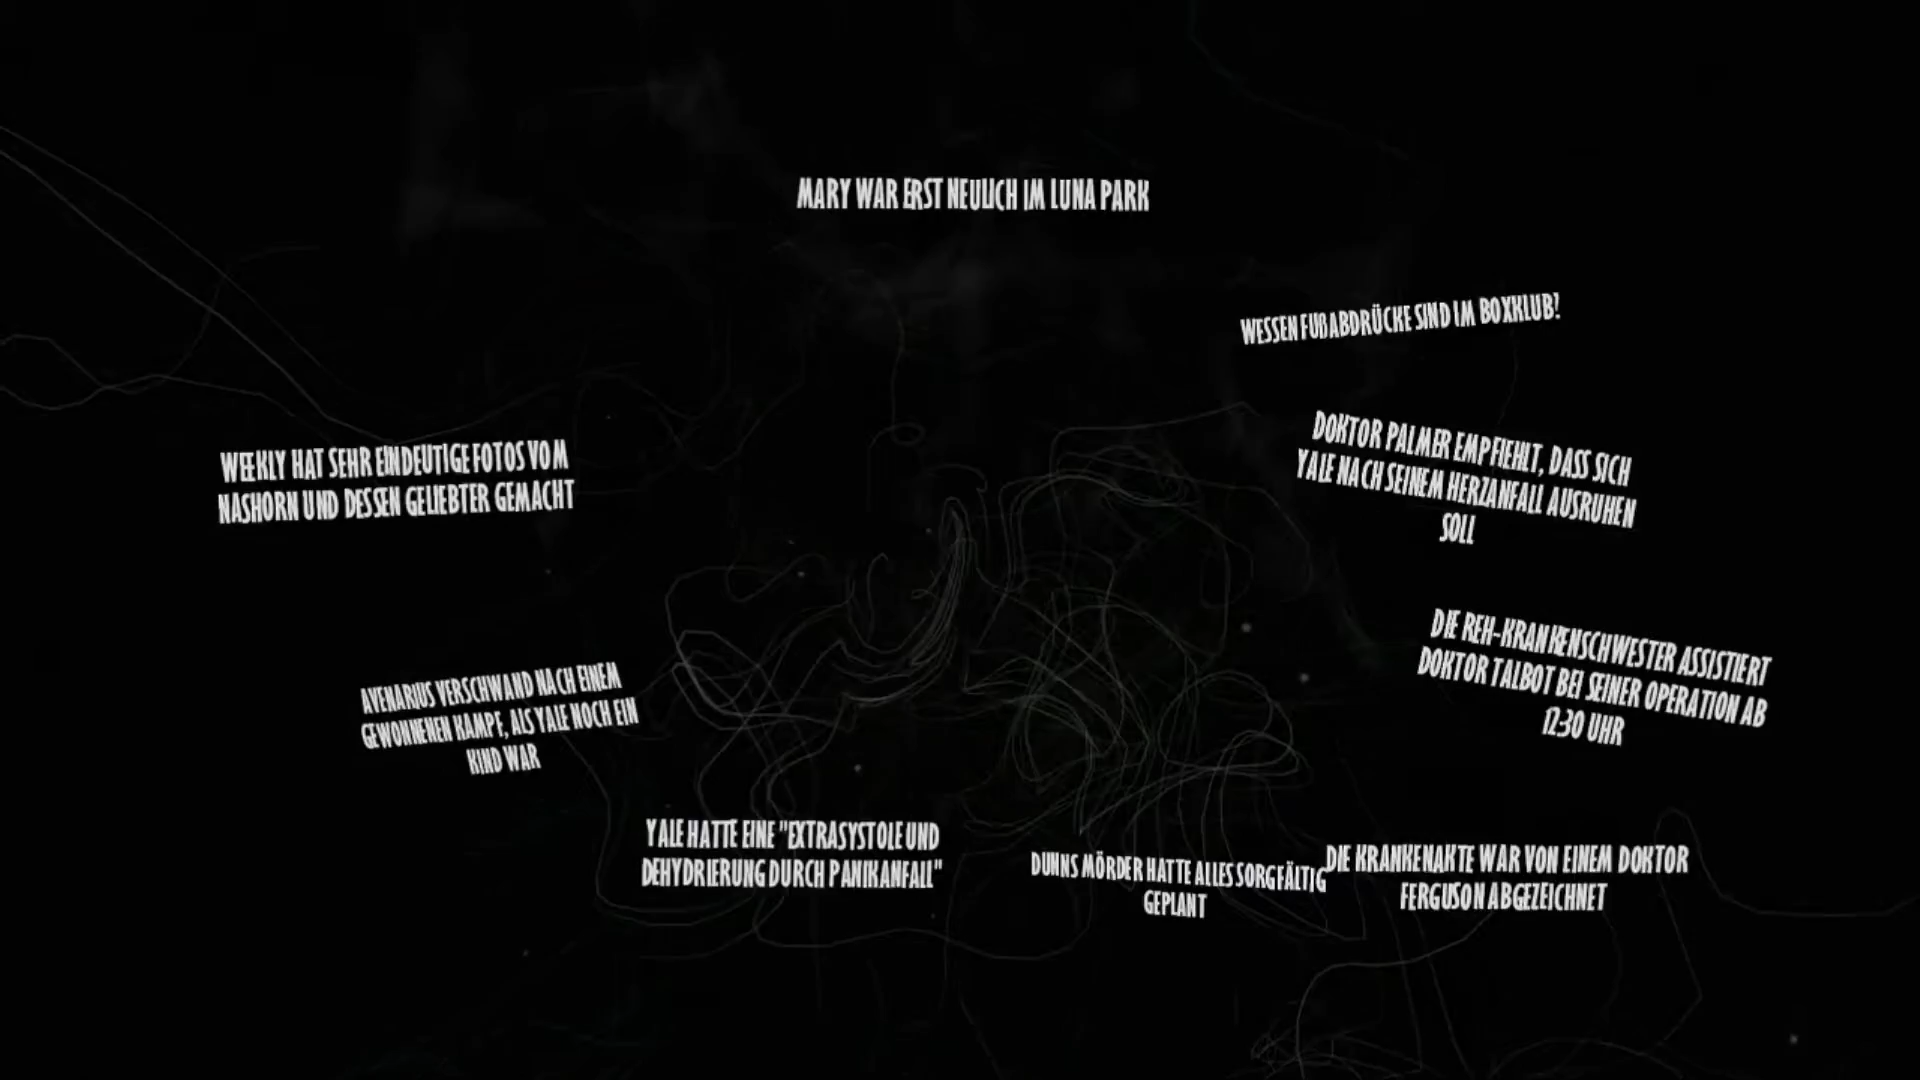 MARY WAR ERST NEULICH IM LUNA PARK
WESSEN FUßABDRÜCKE SIND IM BOXKLUB?
DOKTOR PALMER EMPFIEHLT, DASS SICH
YALE NACH SEINEM HERZANFALL AUSRUHEN
SOLL
WEEKLY HAT SEHR EINDEUTIGE FOTOS VOM
NASHORN UND DESSEN GELIEBTER GEMACHT
DIE REH-KRANKENSCHWESTER ASSISTIERT
DOKTOR TALBOT BEI SEINER OPERATION AB
12:30 UHR
AVENARIUS VERSCHWAND NACH EINEM
GEWONNENEN KAMPF, ALS YALE NOCH EIN
KIND WAR
YALE HATTE EINE "EXTRASYSTOLE UND
DEHYDRIERUNG DURCH PANIKANFALL"
DUNNS MÖRDER HATTE ALLES SORGFÄLTIG
GEPLANT
DIE KRANKENAKTE WAR VON EINEM DOKTOR
FERGUSON ABGEZEICHNET